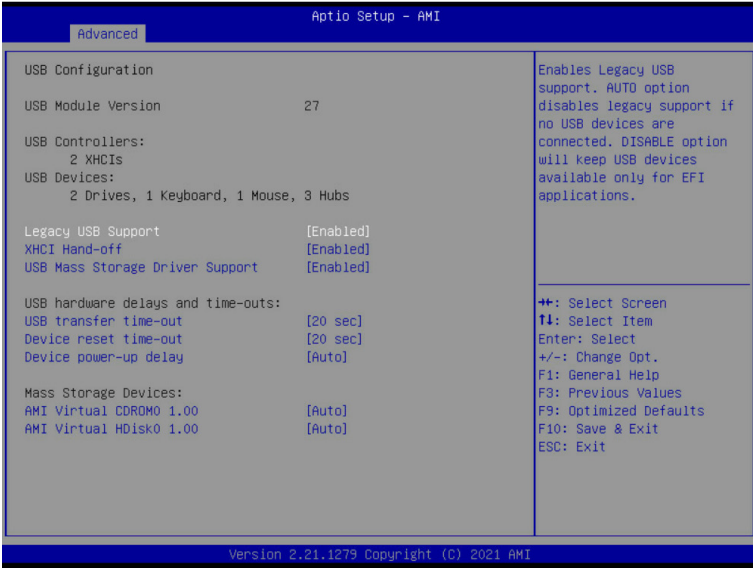 Aptio Setup – AMI
Advanced
USB Configuration
USB Module Version 27
USB Controllers:
2 XHCIs
USB Devices:
2 Drives, 1 Keyboard, 1 Mouse, 3 Hubs
Legacy USB Support [Enabled]
XHCI Hand-off [Enabled]
USB Mass Storage Driver Support [Enabled]
USB hardware delays and time-outs:
USB transfer time-out [20 sec]
Device reset time-out [20 sec]
Device power-up delay [Auto]
Mass Storage Devices:
AMI Virtual CDROM0 1.00 [Auto]
AMI Virtual HDisk0 1.00 [Auto]
Enables Legacy USB
support. AUTO option
disables legacy support if
no USB devices are
connected. DISABLE option
will keep USB devices
available only for EFI
applications.
→←: Select Screen
↑↓: Select Item
Enter: Select
+/-: Change Opt.
F1: General Help
F3: Previous Values
F9: Optimized Defaults
F10: Save & Exit
ESC: Exit
Version 2.21.1279 Copyright (C) 2021 AMI